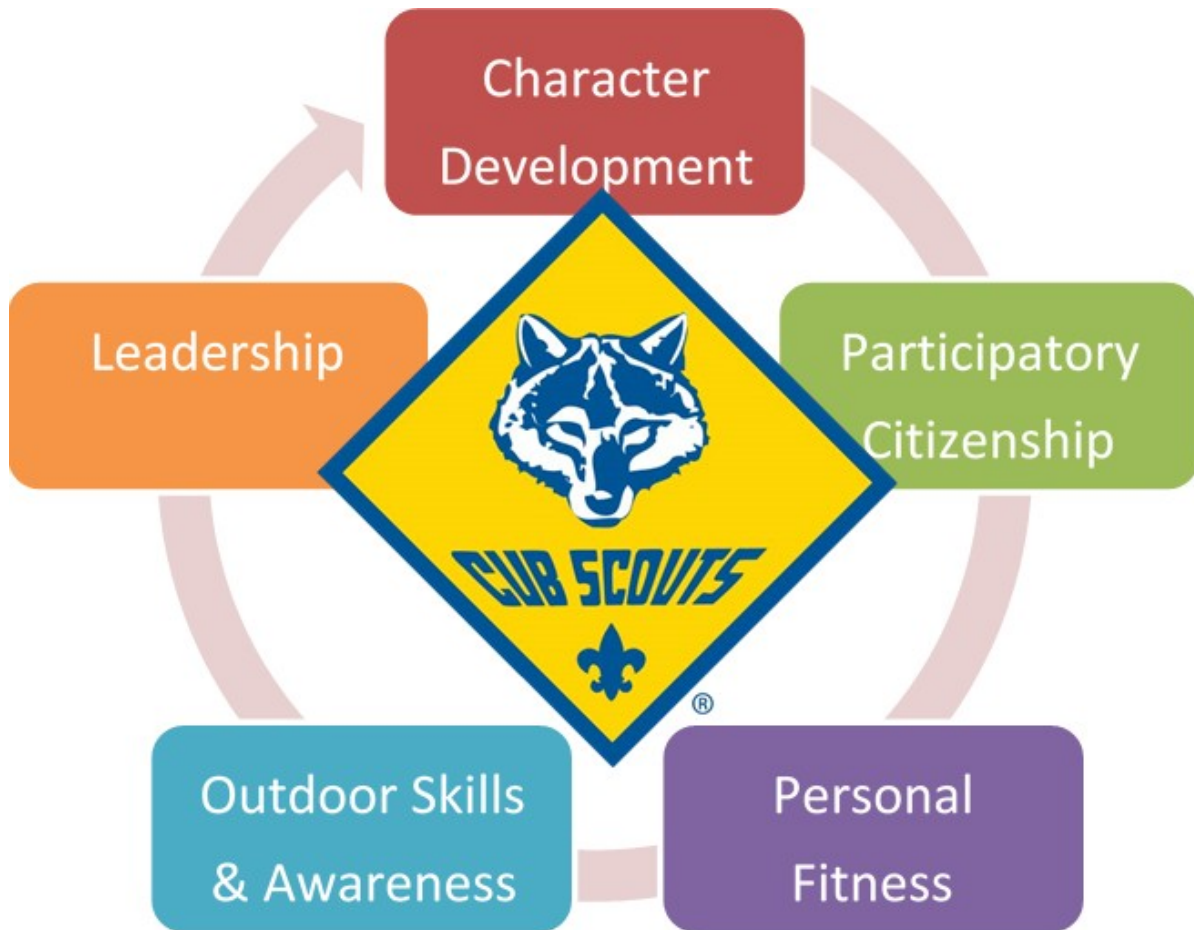 Character
Development
Leadership
Participatory
Citizenship
CUB SCOUTS
®
Outdoor Skills
& Awareness
Personal
Fitness